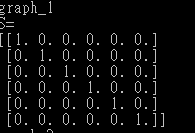 graph_1
S=
[[1. 0. 0. 0. 0. 0.]
[0. 1. 0. 0. 0. 0.]
[0. 0. 1. 0. 0. 0.]
[0. 0. 0. 1. 0. 0.]
[0. 0. 0. 0. 1. 0.]
[0. 0. 0. 0. 0. 1.]]